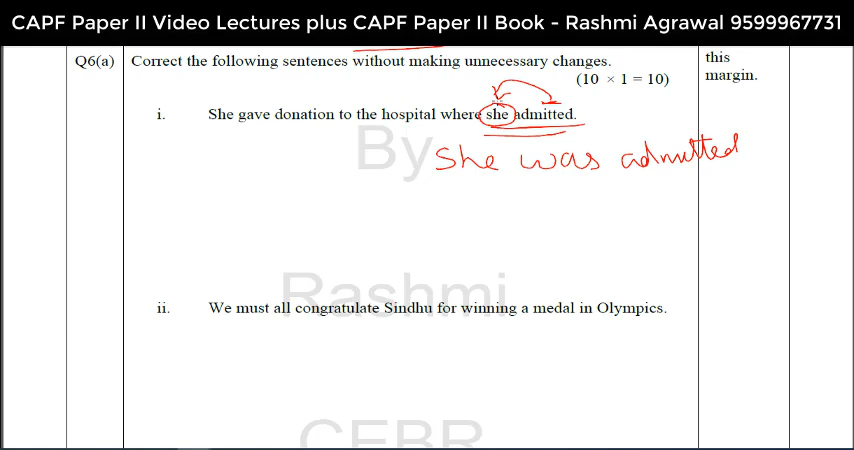 CAPF Paper II Video Lectures plus CAPF Paper II Book - Rashmi Agrawal 9599967731
Q6(a) Correct the following sentences without making unnecessary changes. this
(10 × 1 = 10) margin.
i. She gave donation to the hospital where she admitted.
By
She was admitted
Rashmi
ii. We must all congratulate Sindhu for winning a medal in Olympics.